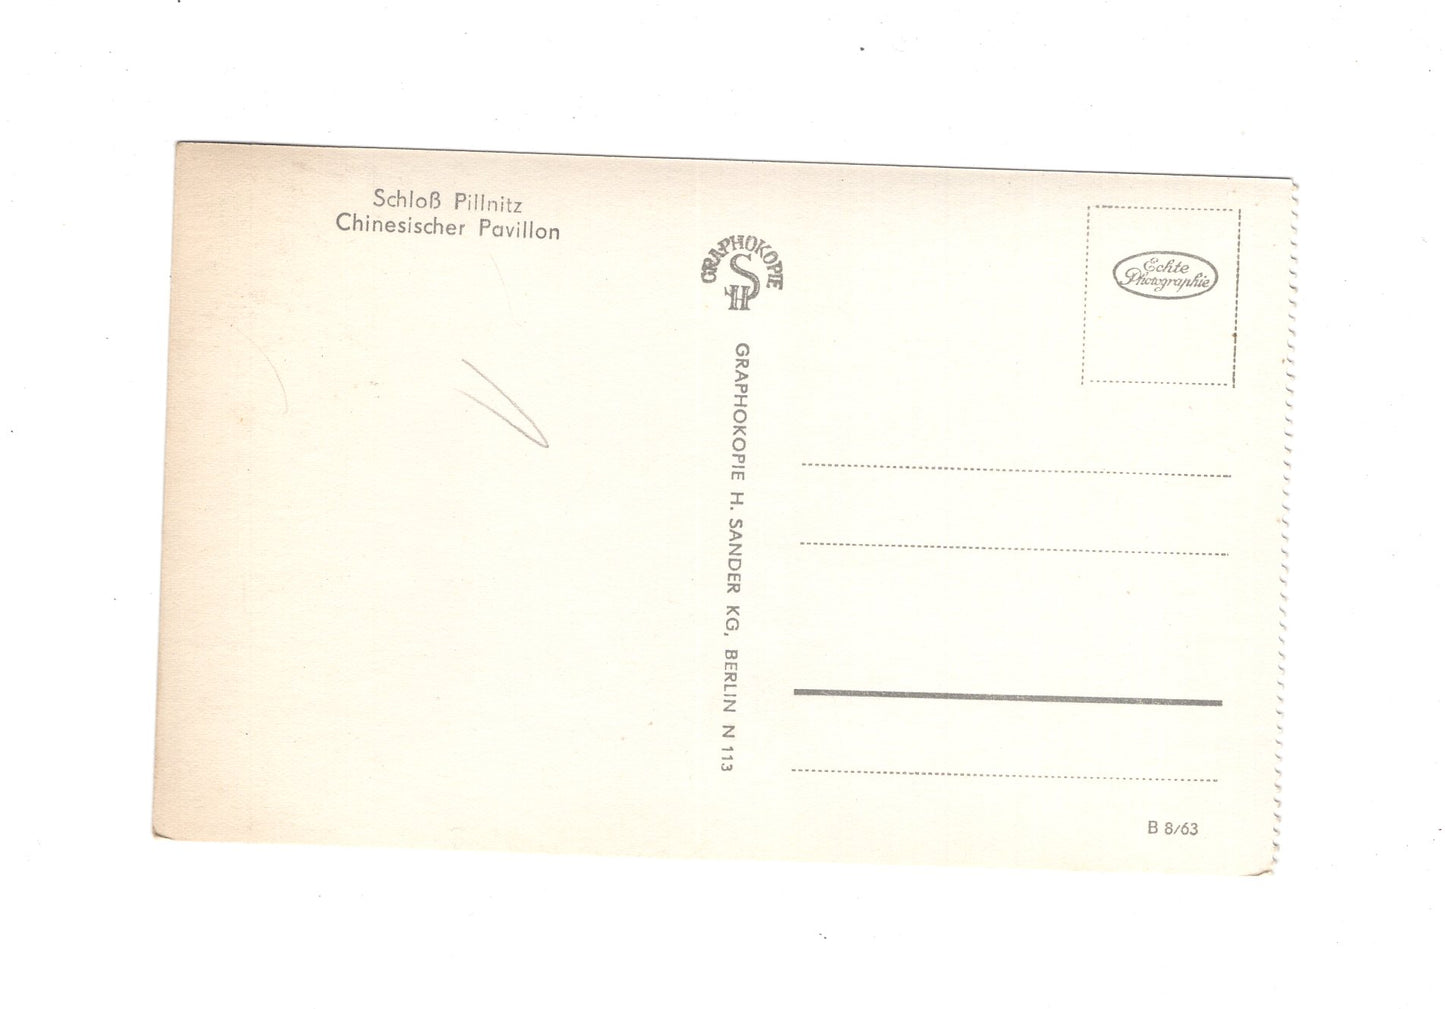 Schloß Pillnitz
Chinesischer Pavillon
GRAPHOKOPIE
SH
GRAPHOKOPIE H. SANDER KG, BERLIN N 113
Echte
Photographie
B 8/63